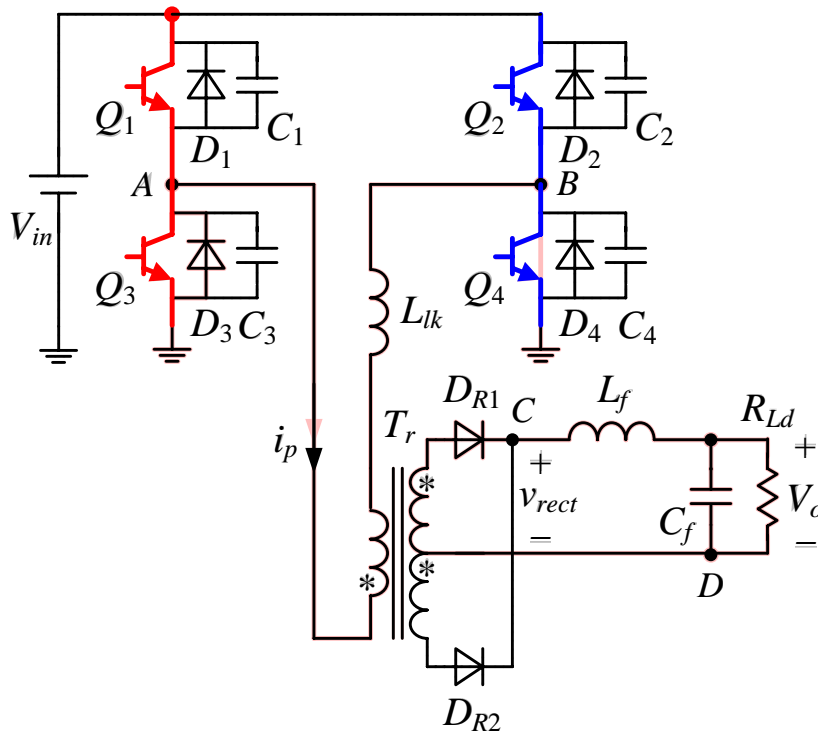 Q1
D1
C1
Q2
D2
C2
A
B
Vin
Q3
D3
C3
Llk
Q4
D4
C4
ip
Tr
DR1
C
Lf
RLd
+
vrect
−
Cf
+
Vo
−
*
*
*
D
DR2